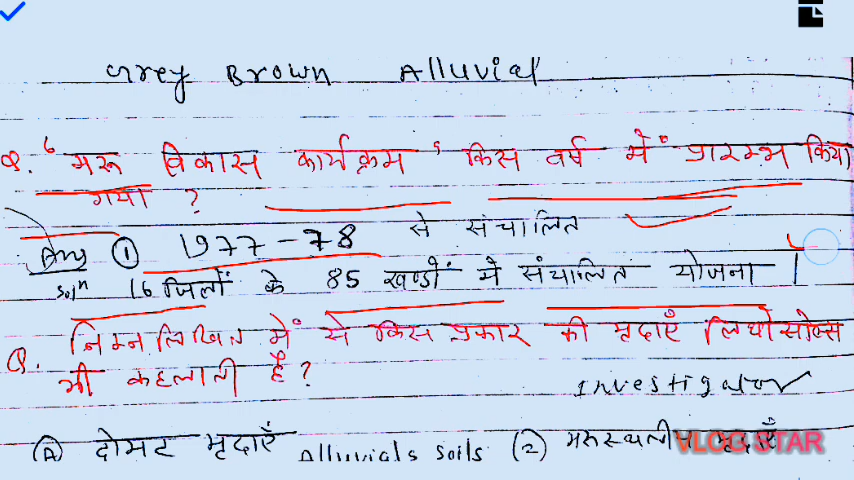 Grey Brown Alluvial
Q. " मरु विकास कार्यक्रम " किस वर्ष में प्रारम्भ किया
गया ?
Ans ① 1977-78 से संचालित
Solⁿ 16 जिलों के 85 खण्डों में संचालित योजना |
Q. निम्नलिखित में से किस प्रकार की मृदाएँ लिथोसोल्स
भी कहलाती है ?
Investigator
(A) दोमट मृदाएँ Alluvials soils (2) मरुस्थलीय मृदाएँ
VLOG STAR